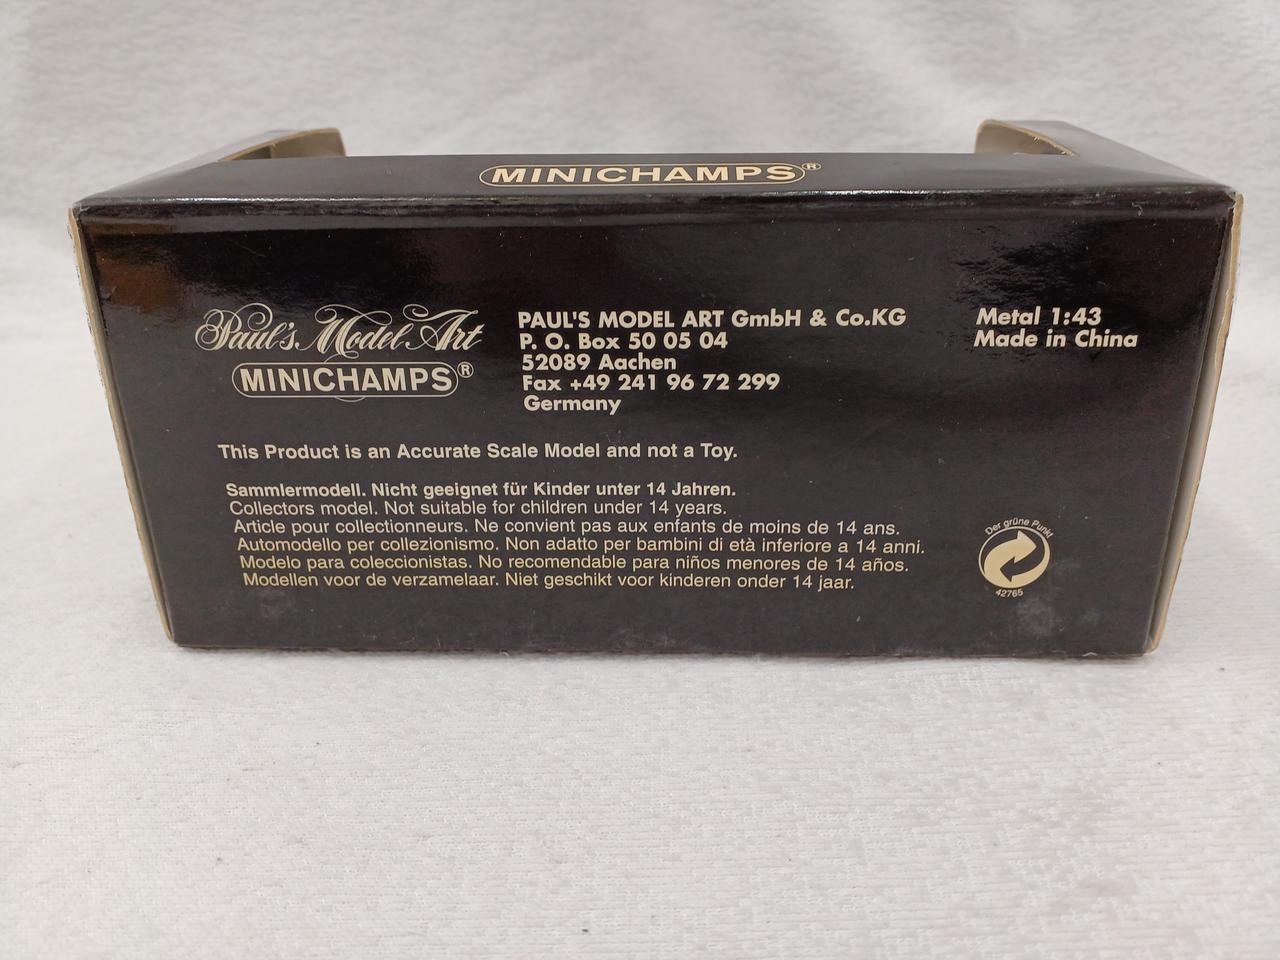 MINICHAMPS®
Paul's Model Art
MINICHAMPS®
PAUL'S MODEL ART GmbH & Co.KG
P. O. Box 50 05 04
52089 Aachen
Fax +49 241 96 72 299
Germany
Metal 1:43
Made in China
This Product is an Accurate Scale Model and not a Toy.
Sammlermodell. Nicht geeignet für Kinder unter 14 Jahren.
Collectors model. Not suitable for children under 14 years.
Article pour collectionneurs. Ne convient pas aux enfants de moins de 14 ans.
Automodello per collezionismo. Non adatto per bambini di età inferiore a 14 anni.
Modelo para coleccionistas. No recomendable para niños menores de 14 años.
Modellen voor de verzamelaar. Niet geschikt voor kinderen onder 14 jaar.
Der grüne Punkt
42765